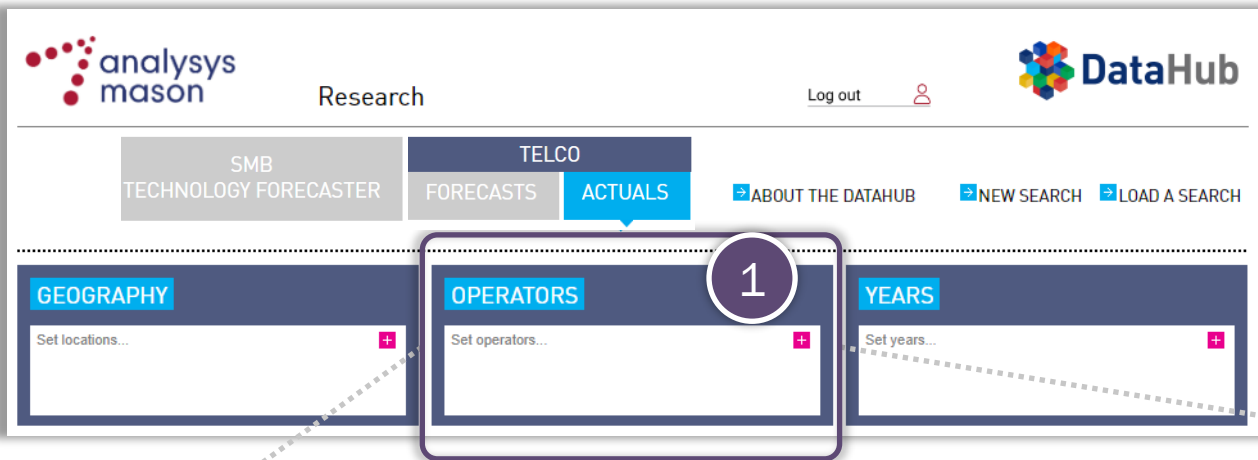 analysys
mason
Research
Log out
DataHub
SMB
TECHNOLOGY FORECASTER
TELCO
FORECASTS
ACTUALS
ABOUT THE DATAHUB
NEW SEARCH
LOAD A SEARCH
1
GEOGRAPHY
OPERATORS
YEARS
Set locations...
Set operators...
Set years...